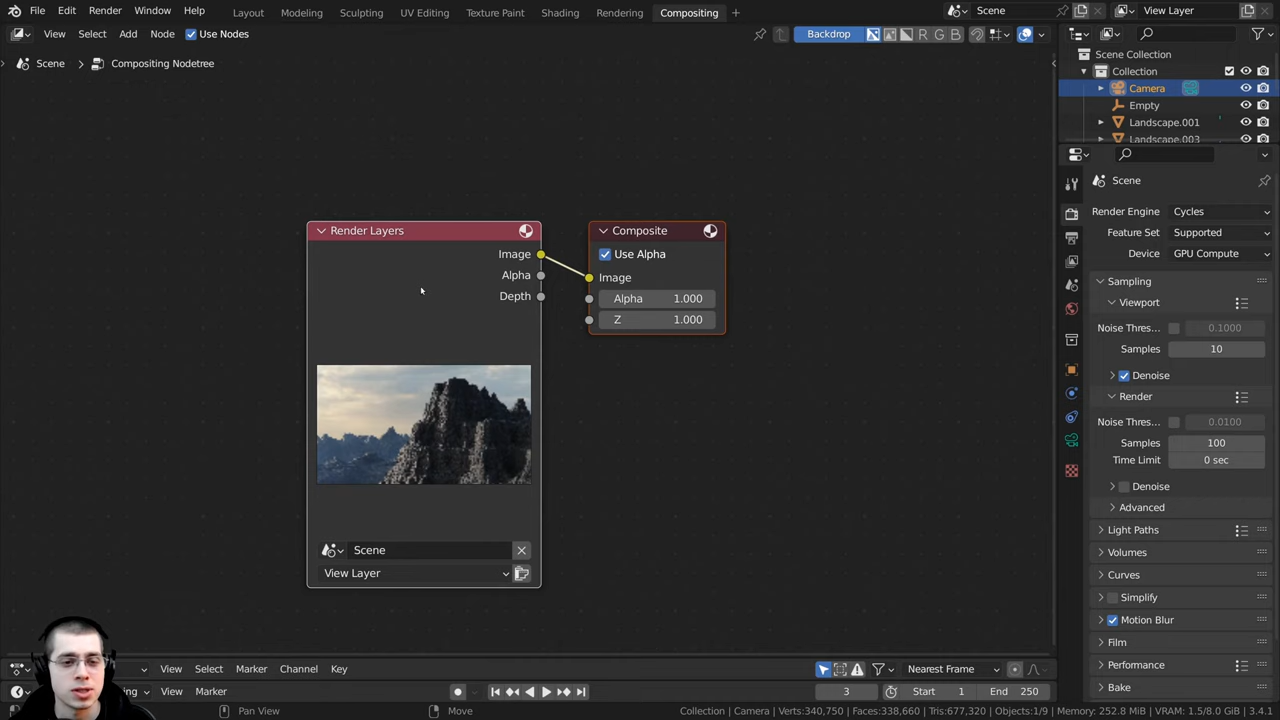 File Edit Render Window Help Layout Modeling Sculpting UV Editing Texture Paint Shading Rendering Compositing + Scene View Layer
View Select Add Node Use Nodes Backdrop R G B
Scene > Compositing Nodetree
Scene Collection
Collection
Camera
Empty
Landscape.001
Landscape.003
Scene
Render Engine Cycles
Feature Set Supported
Device GPU Compute
Sampling
Viewport
Noise Thres... 0.1000
Samples 10
Denoise
Render
Noise Thres... 0.0100
Samples 100
Time Limit 0 sec
Denoise
Advanced
Light Paths
Volumes
Curves
Simplify
Motion Blur
Film
Performance
Bake
Render Layers
Image
Alpha
Depth
Scene
View Layer
Composite
Use Alpha
Image
Alpha 1.000
Z 1.000
View Select Marker Channel Key Nearest Frame
View Marker 3 Start 1 End 250
Pan View Move Collection | Camera | Verts:340,750 | Faces:338,660 | Tris:677,320 | Objects:1/9 | Memory: 252.8 MiB | VRAM: 1.5/8.0 GiB | 3.4.1